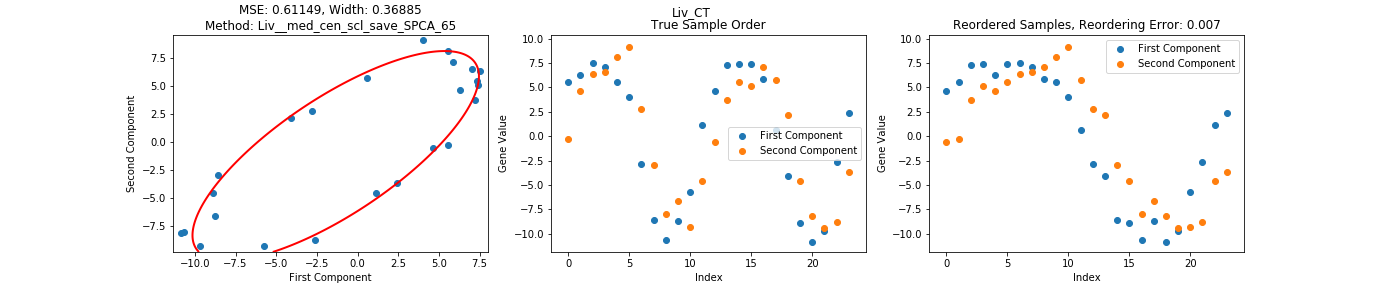 Liv_CT
MSE: 0.61149, Width: 0.36885
Method: Liv__med_cen_scl_save_SPCA_65
Second Component
7.5
5.0
2.5
0.0
−2.5
−5.0
−7.5
−10.0 −7.5 −5.0 −2.5 0.0 2.5 5.0 7.5
First Component
True Sample Order
Gene Value
10.0
7.5
5.0
2.5
0.0
−2.5
−5.0
−7.5
−10.0
First Component
Second Component
0 5 10 15 20
Index
Reordered Samples, Reordering Error: 0.007
Gene Value
10.0
7.5
5.0
2.5
0.0
−2.5
−5.0
−7.5
−10.0
First Component
Second Component
0 5 10 15 20
Index